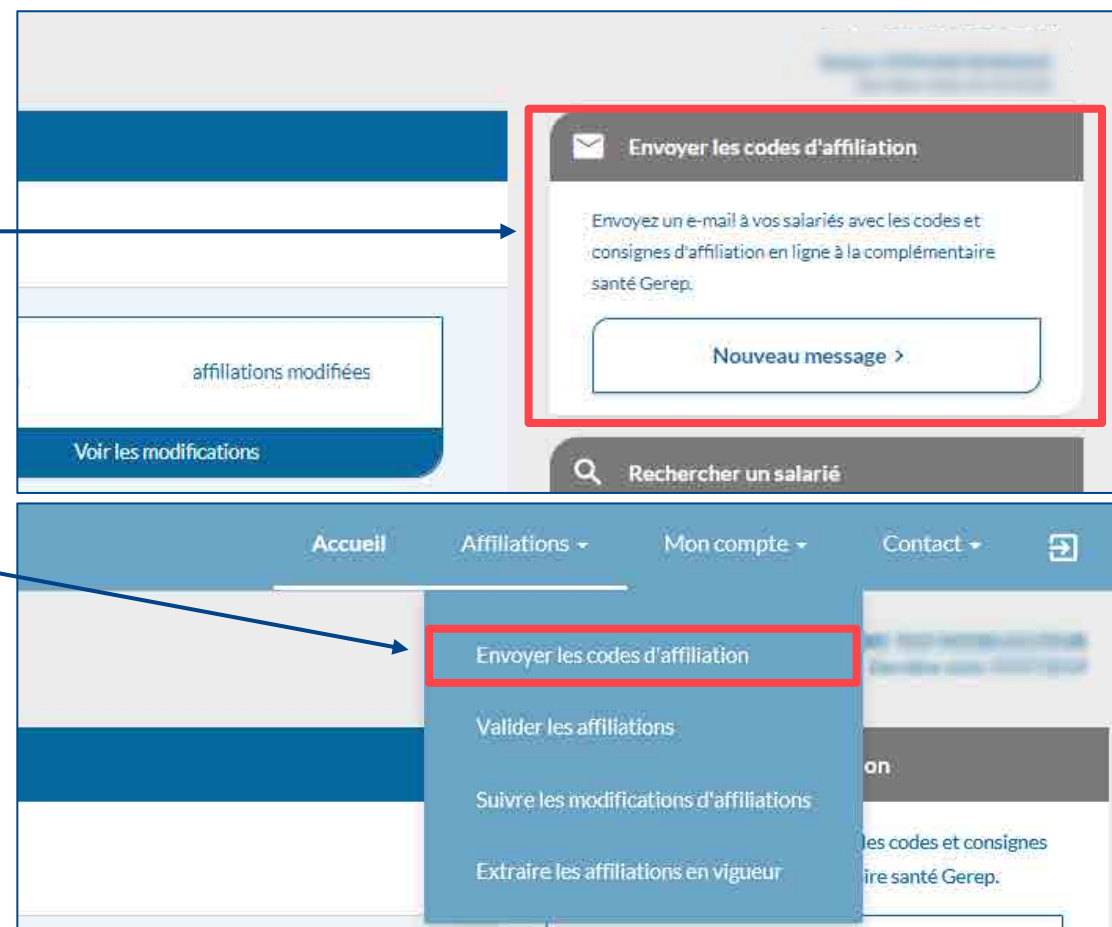 Envoyer les codes d'affiliation
Envoyez un e-mail à vos salariés avec les codes et
consignes d'affiliation en ligne à la complémentaire
santé Gerep.
Nouveau message >
affiliations modifiées
Voir les modifications
Rechercher un salarié
Accueil
Affiliations
Mon compte
Contact
Envoyer les codes d'affiliation
Valider les affiliations
Suivre les modifications d'affiliations
Extraire les affiliations en vigueur
on
les codes et consignes
ire santé Gerep.